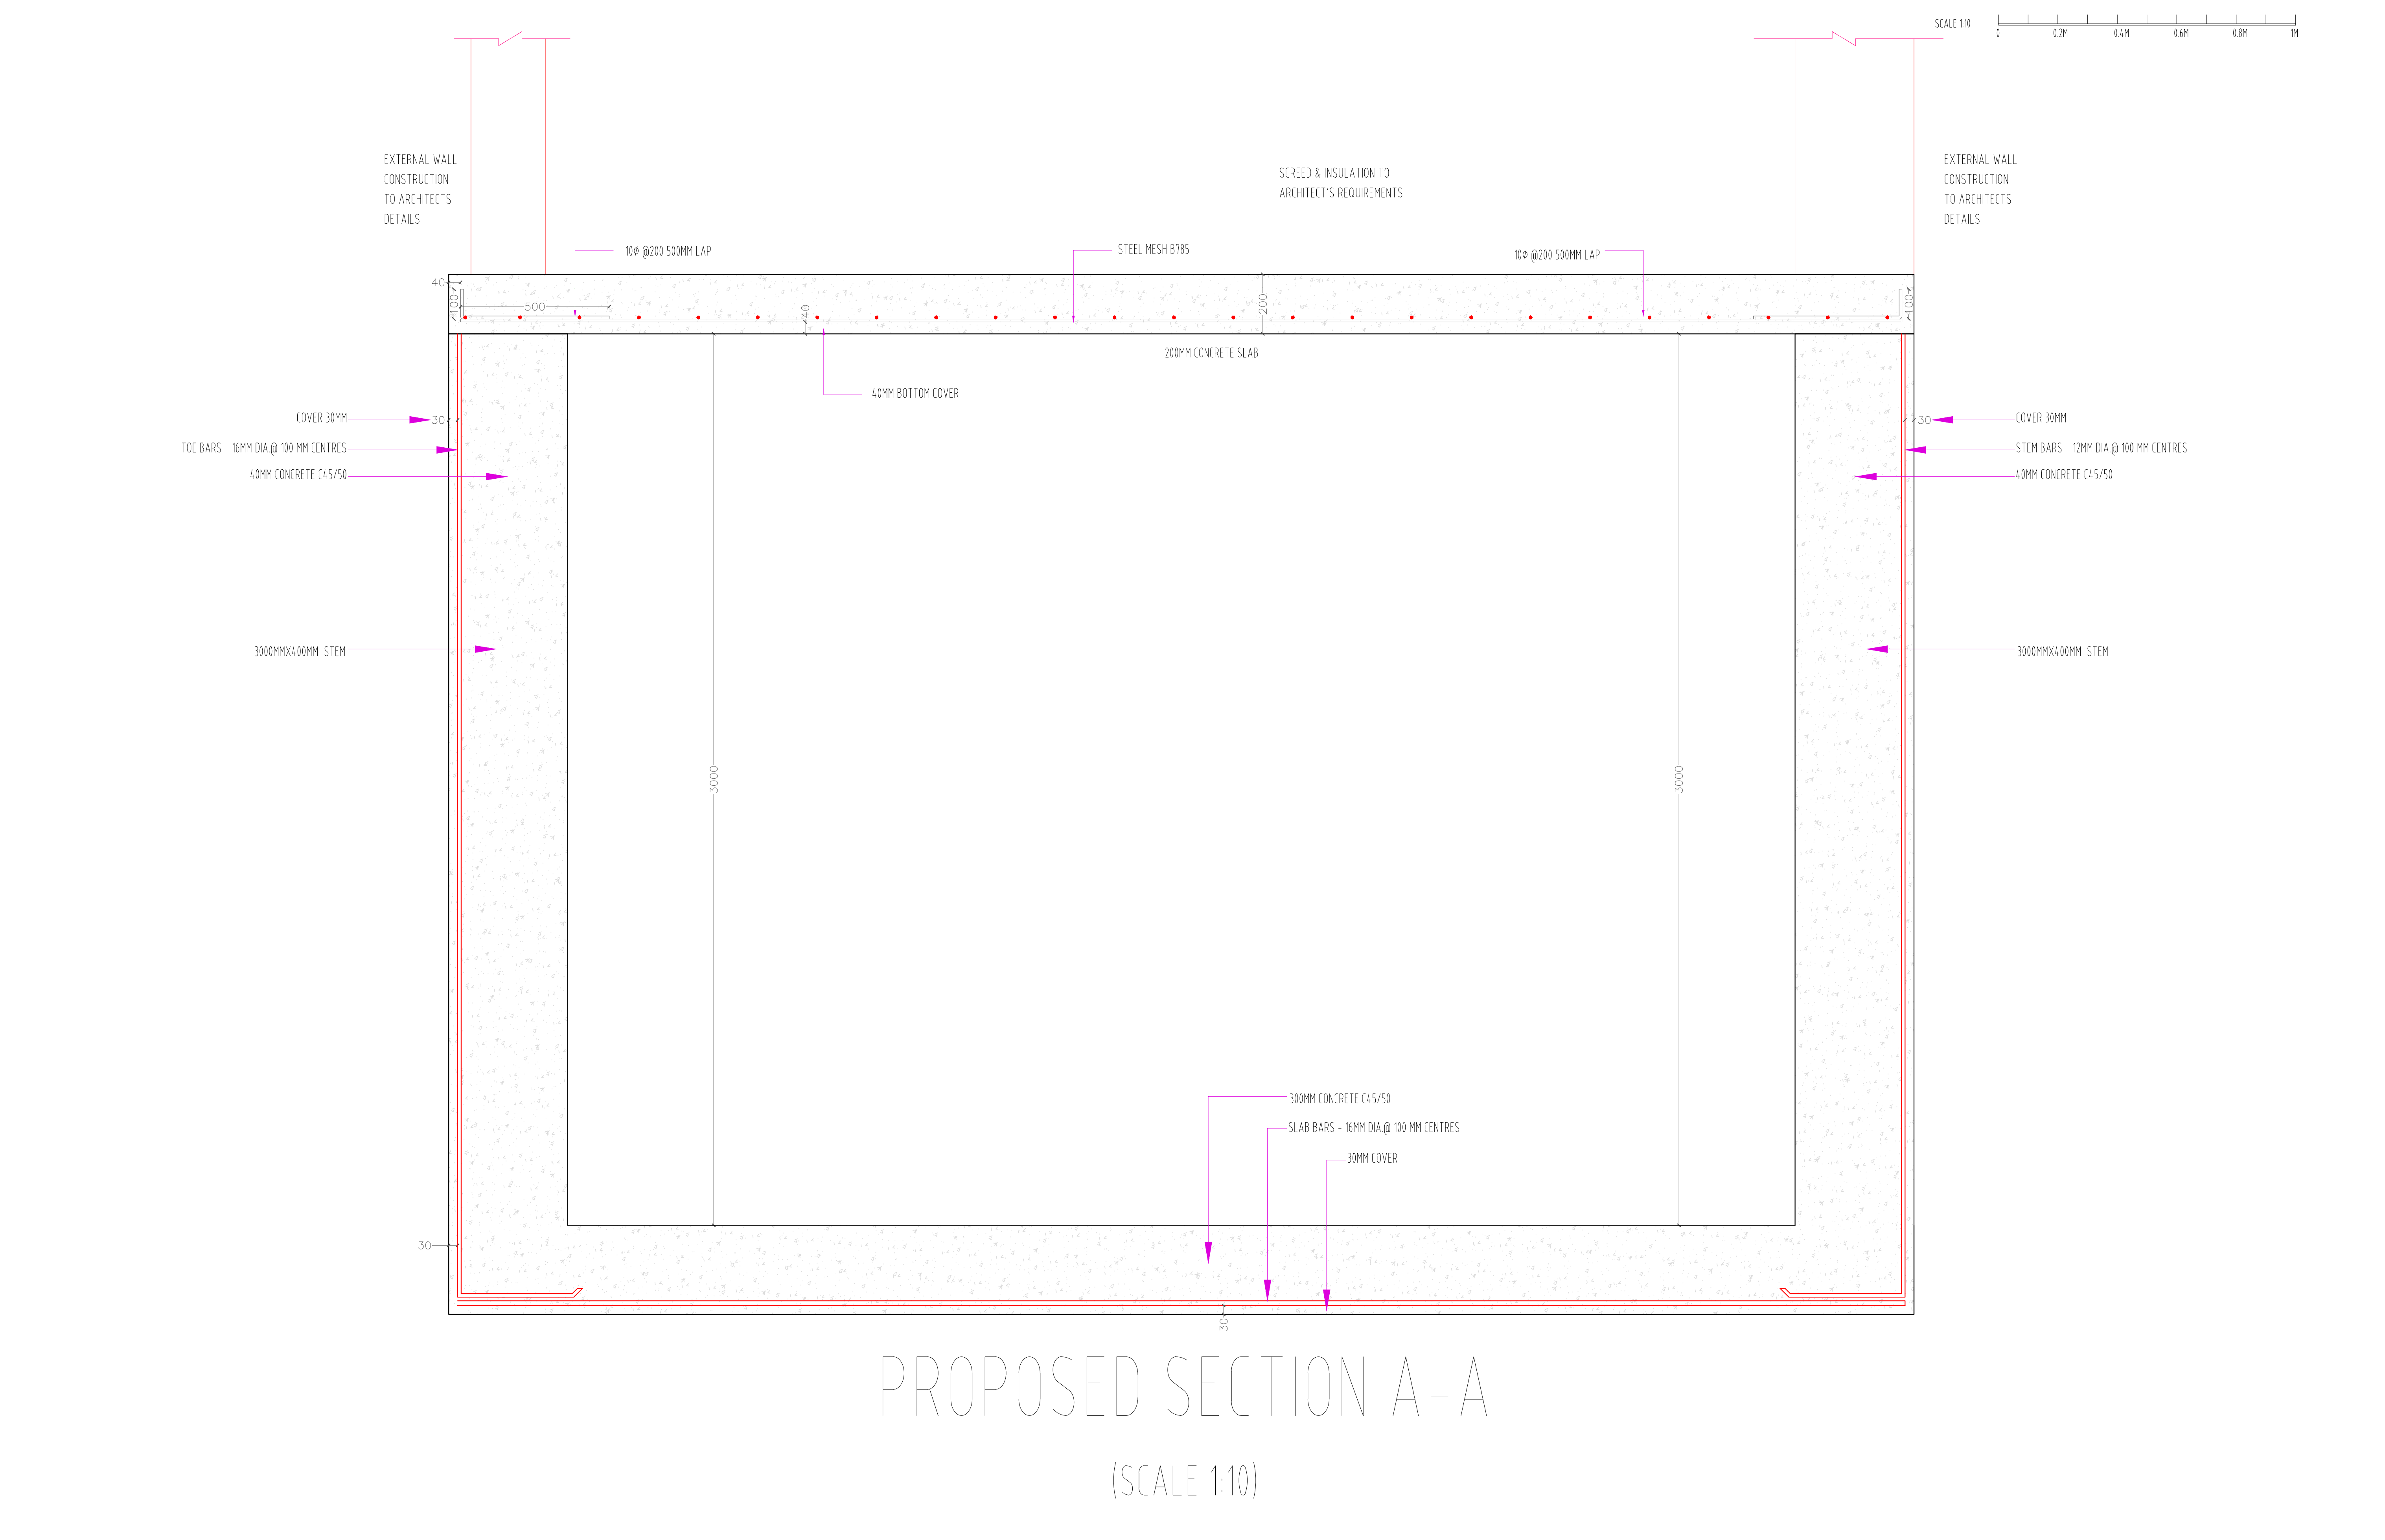 SCALE 1:10
0
0.2M
0.4M
0.6M
0.8M
1M
EXTERNAL WALL
CONSTRUCTION
TO ARCHITECTS
DETAILS
SCREED & INSULATION TO
ARCHITECT'S REQUIREMENTS
EXTERNAL WALL
CONSTRUCTION
TO ARCHITECTS
DETAILS
10Ø @200 500MM LAP
STEEL MESH B785
10Ø @200 500MM LAP
40
100
500
40
200
100
200MM CONCRETE SLAB
40MM BOTTOM COVER
COVER 30MM
30
TOE BARS - 16MM DIA.@ 100 MM CENTRES
40MM CONCRETE C45/50
30
COVER 30MM
STEM BARS - 12MM DIA.@ 100 MM CENTRES
40MM CONCRETE C45/50
3000MMX400MM STEM
3000MMX400MM STEM
3000
3000
300MM CONCRETE C45/50
SLAB BARS - 16MM DIA.@ 100 MM CENTRES
30MM COVER
30
30
PROPOSED SECTION A-A
(SCALE 1:10)